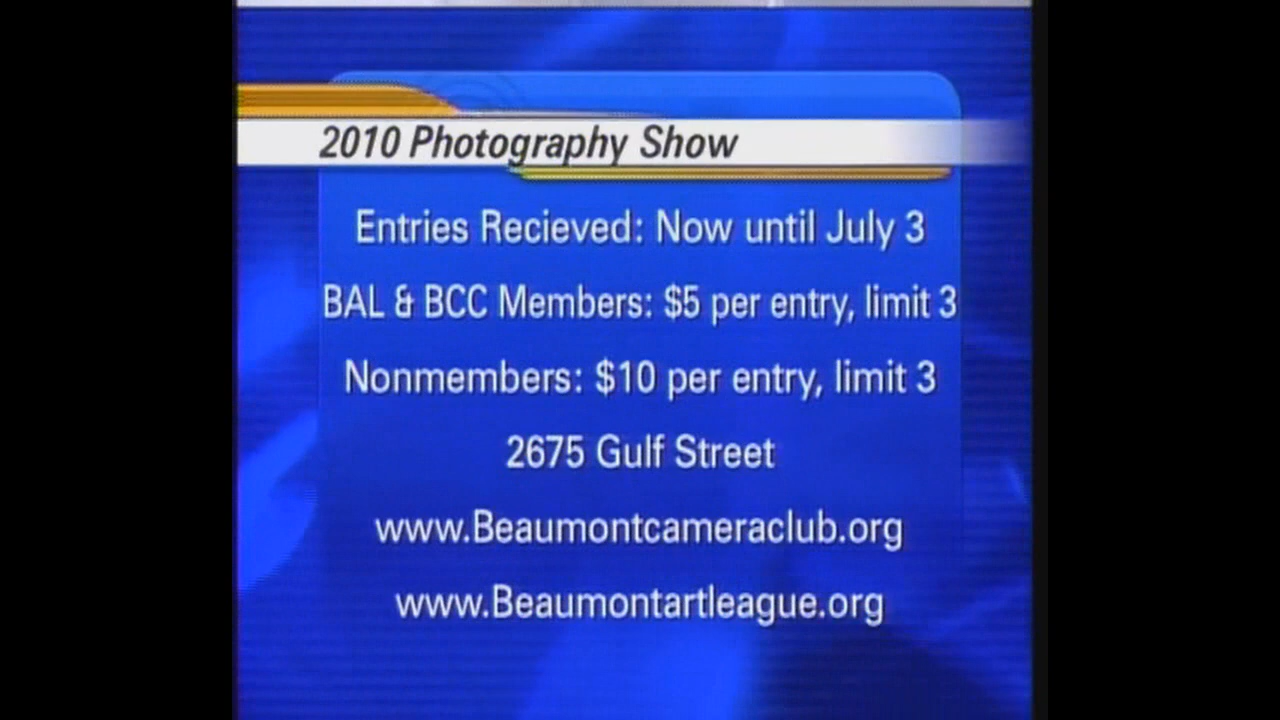 2010 Photography Show
Entries Recieved: Now until July 3
BAL & BCC Members: $5 per entry, limit 3
Nonmembers: $10 per entry, limit 3
2675 Gulf Street
www.Beaumontcameraclub.org
www.Beaumontartleague.org